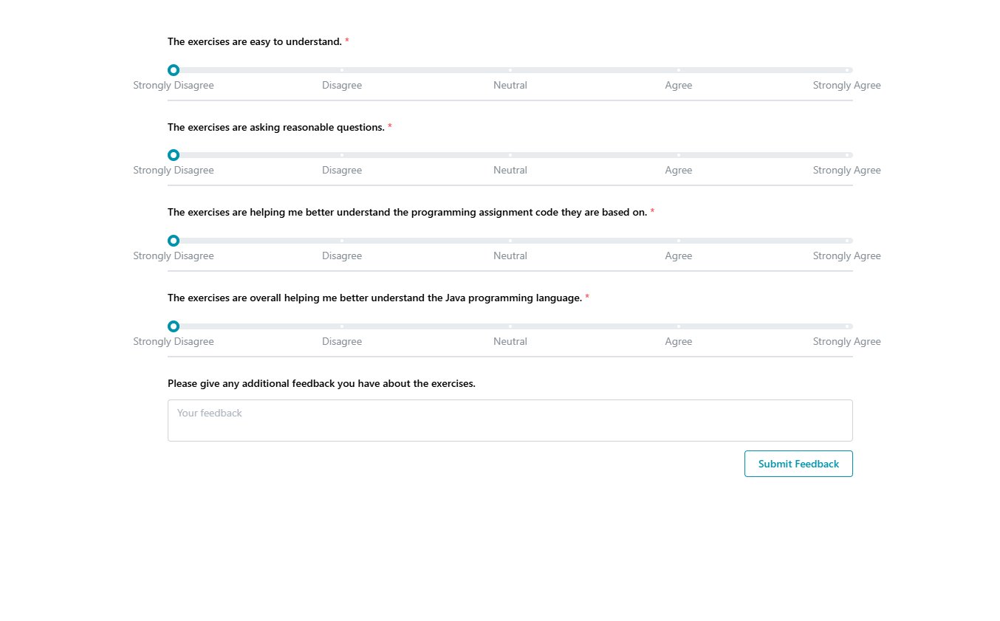 The exercises are easy to understand. *
Strongly Disagree Disagree Neutral Agree Strongly Agree
The exercises are asking reasonable questions. *
Strongly Disagree Disagree Neutral Agree Strongly Agree
The exercises are helping me better understand the programming assignment code they are based on. *
Strongly Disagree Disagree Neutral Agree Strongly Agree
The exercises are overall helping me better understand the Java programming language. *
Strongly Disagree Disagree Neutral Agree Strongly Agree
Please give any additional feedback you have about the exercises.
Your feedback
Submit Feedback